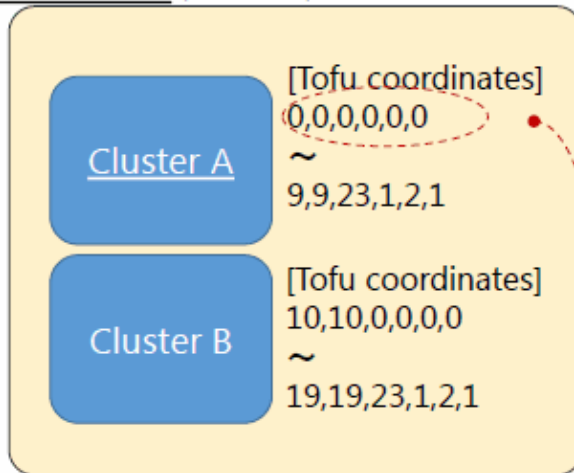 Cluster A
[Tofu coordinates]
0,0,0,0,0,0
~
9,9,23,1,2,1
Cluster B
[Tofu coordinates]
10,10,0,0,0,0
~
19,19,23,1,2,1